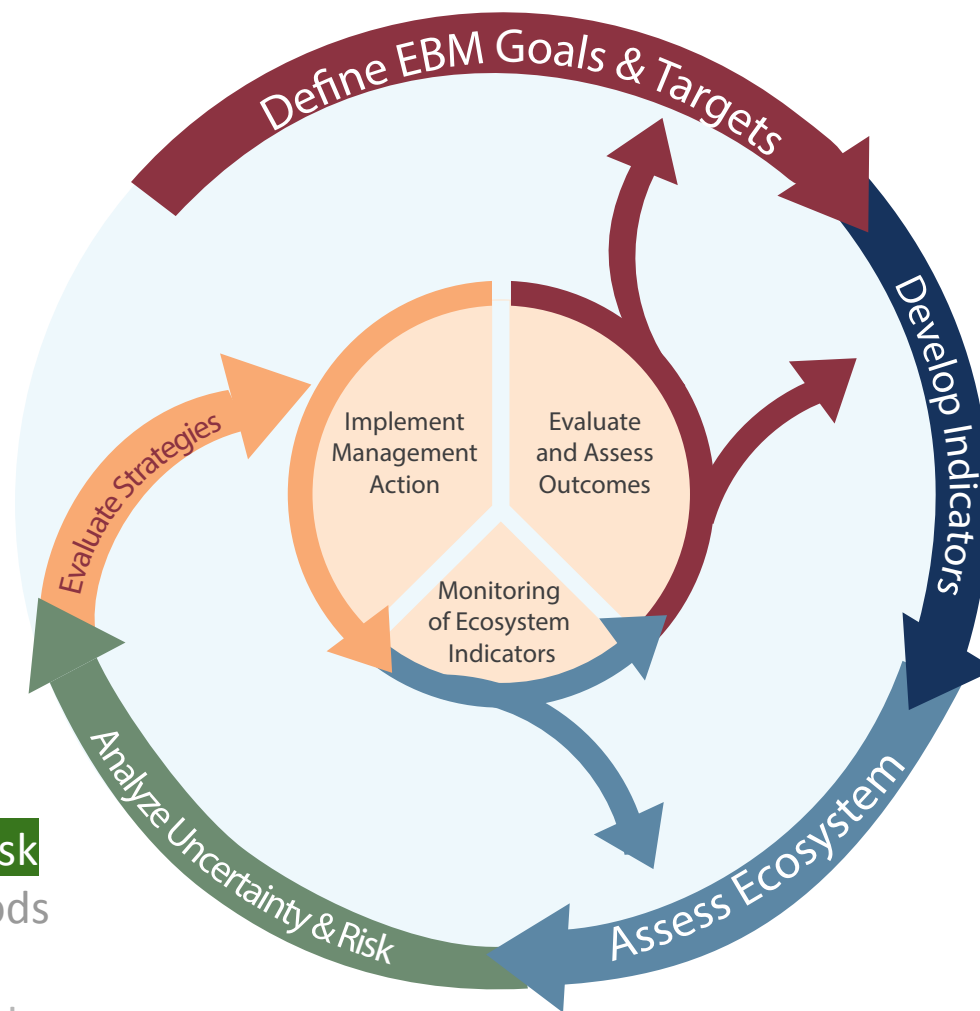 Define EBM Goals & Targets
Develop Indicators
Implement
Management
Action
Evaluate
and Assess
Outcomes
Evaluate Strategies
Monitoring
of Ecosystem
Indicators
Analyze Uncertainty & Risk
Assess Ecosystem
sk
ods